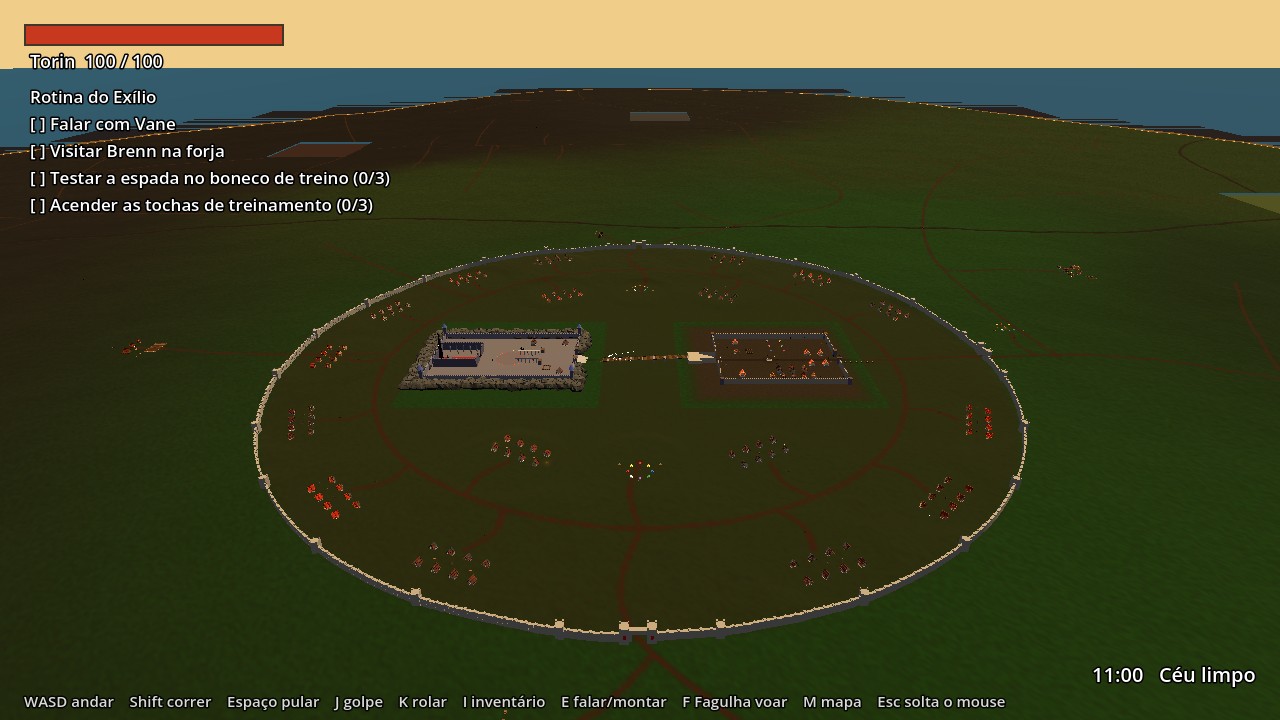 Torin 100 / 100
Rotina do Exílio
[ ] Falar com Vane
[ ] Visitar Brenn na forja
[ ] Testar a espada no boneco de treino (0/3)
[ ] Acender as tochas de treinamento (0/3)
11:00 Céu limpo
WASD andar Shift correr Espaço pular J golpe K rolar I inventário E falar/montar F Fagulha voar M mapa Esc solta o mouse